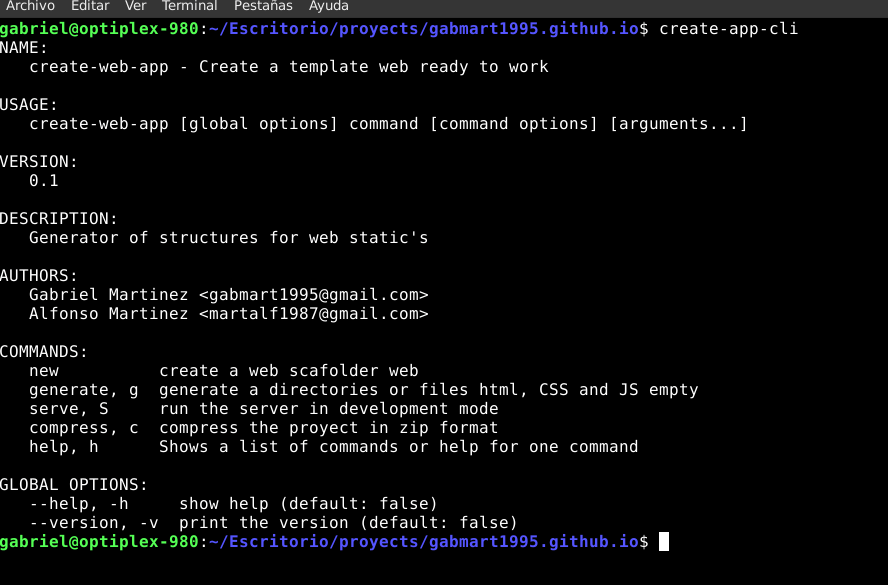 Archivo Editar Ver Terminal Pestañas Ayuda
gabriel@optiplex-980:~/Escritorio/proyects/gabmart1995.github.io$ create-app-cli
NAME:
create-web-app - Create a template web ready to work
USAGE:
create-web-app [global options] command [command options] [arguments...]
VERSION:
0.1
DESCRIPTION:
Generator of structures for web static's
AUTHORS:
Gabriel Martinez <gabmart1995@gmail.com>
Alfonso Martinez <martalf1987@gmail.com>
COMMANDS:
new create a web scafolder web
generate, g generate a directories or files html, CSS and JS empty
serve, S run the server in development mode
compress, c compress the proyect in zip format
help, h Shows a list of commands or help for one command
GLOBAL OPTIONS:
--help, -h show help (default: false)
--version, -v print the version (default: false)
gabriel@optiplex-980:~/Escritorio/proyects/gabmart1995.github.io$